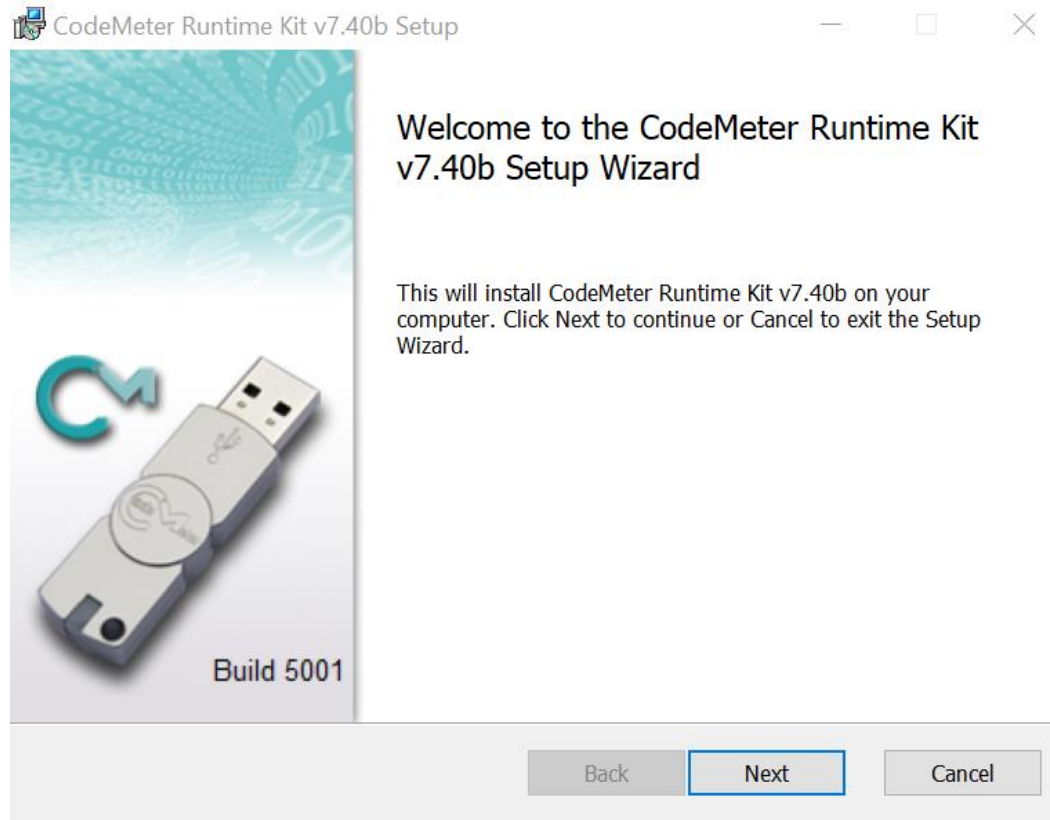 CodeMeter Runtime Kit v7.40b Setup
Welcome to the CodeMeter Runtime Kit
v7.40b Setup Wizard
This will install CodeMeter Runtime Kit v7.40b on your
computer. Click Next to continue or Cancel to exit the Setup
Wizard.
CM
Build 5001
Back
Next
Cancel